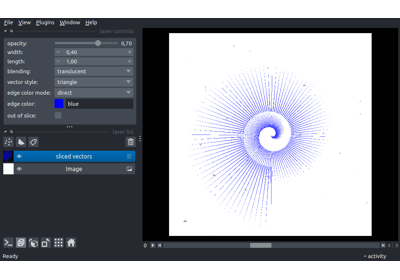 File View Plugins Window Help
layer controls
opacity: 0,70
width: 0,40
length: 1,00
blending: translucent
vector style: triangle
edge color mode: direct
edge color: blue
out of slice:
layer list
sliced vectors
Image
0
Ready activity